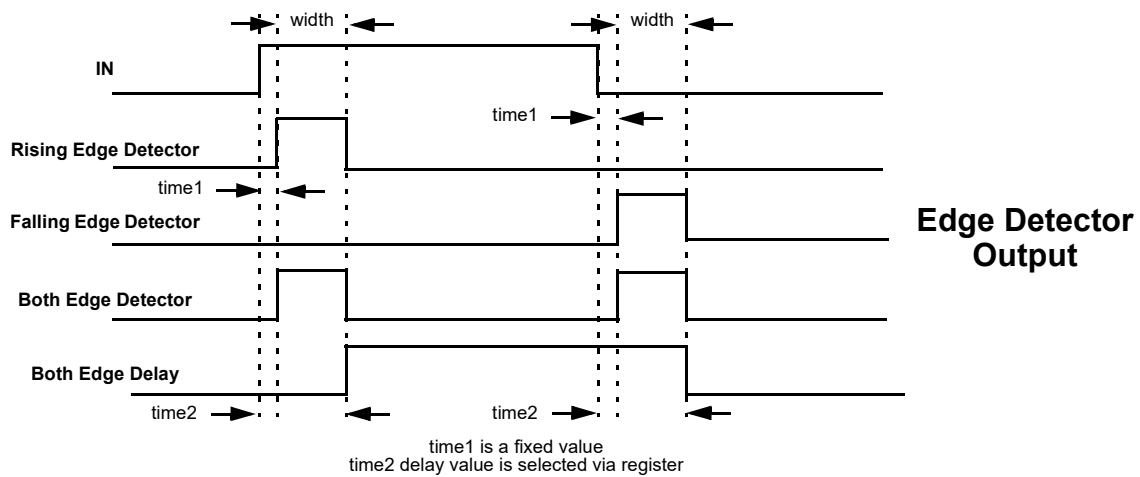 width
width
IN
time1
Rising Edge Detector
time1
Falling Edge Detector
Edge Detector
Output
Both Edge Detector
Both Edge Delay
time2
time2
time1 is a fixed value
time2 delay value is selected via register